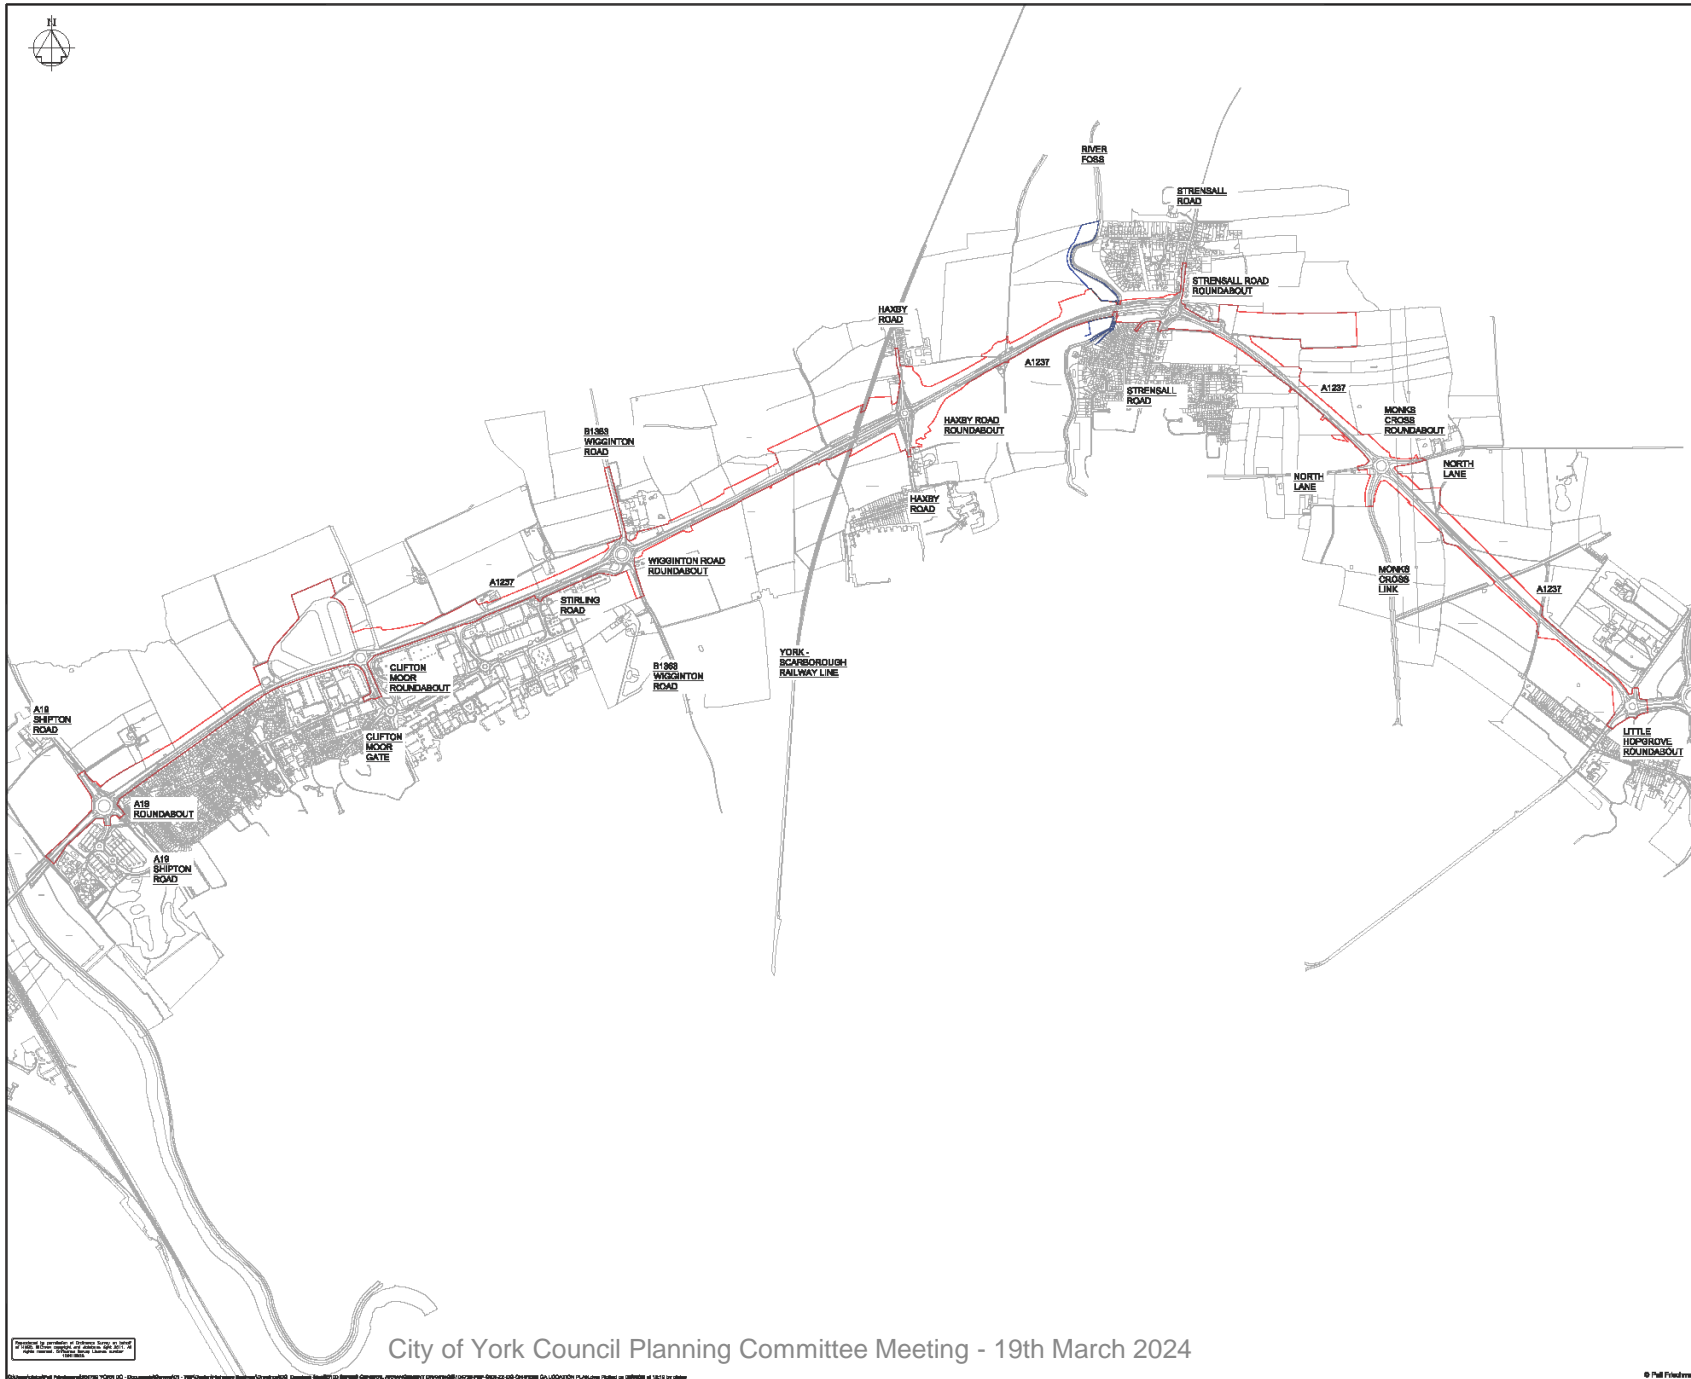 N
RIVER
FOSS
STRENSALL
ROAD
STRENSALL ROAD
ROUNDABOUT
HAXBY
ROAD
A1237
A1237
STRENSALL
ROAD
MONKS
CROSS
ROUNDABOUT
HAXBY ROAD
ROUNDABOUT
B1363
WIGGINTON
ROAD
NORTH
LANE
NORTH
LANE
HAXBY
ROAD
WIGGINTON ROAD
ROUNDABOUT
MONKS
CROSS
LINK
A1237
A1237
STIRLING
ROAD
YORK -
SCARBOROUGH
RAILWAY LINE
B1363
WIGGINTON
ROAD
CLIFTON
MOOR
ROUNDABOUT
A19
SHIPTON
ROAD
CLIFTON
MOOR
GATE
LITTLE
HOPGROVE
ROUNDABOUT
A19
ROUNDABOUT
A19
SHIPTON
ROAD
City of York Council Planning Committee Meeting - 19th March 2024